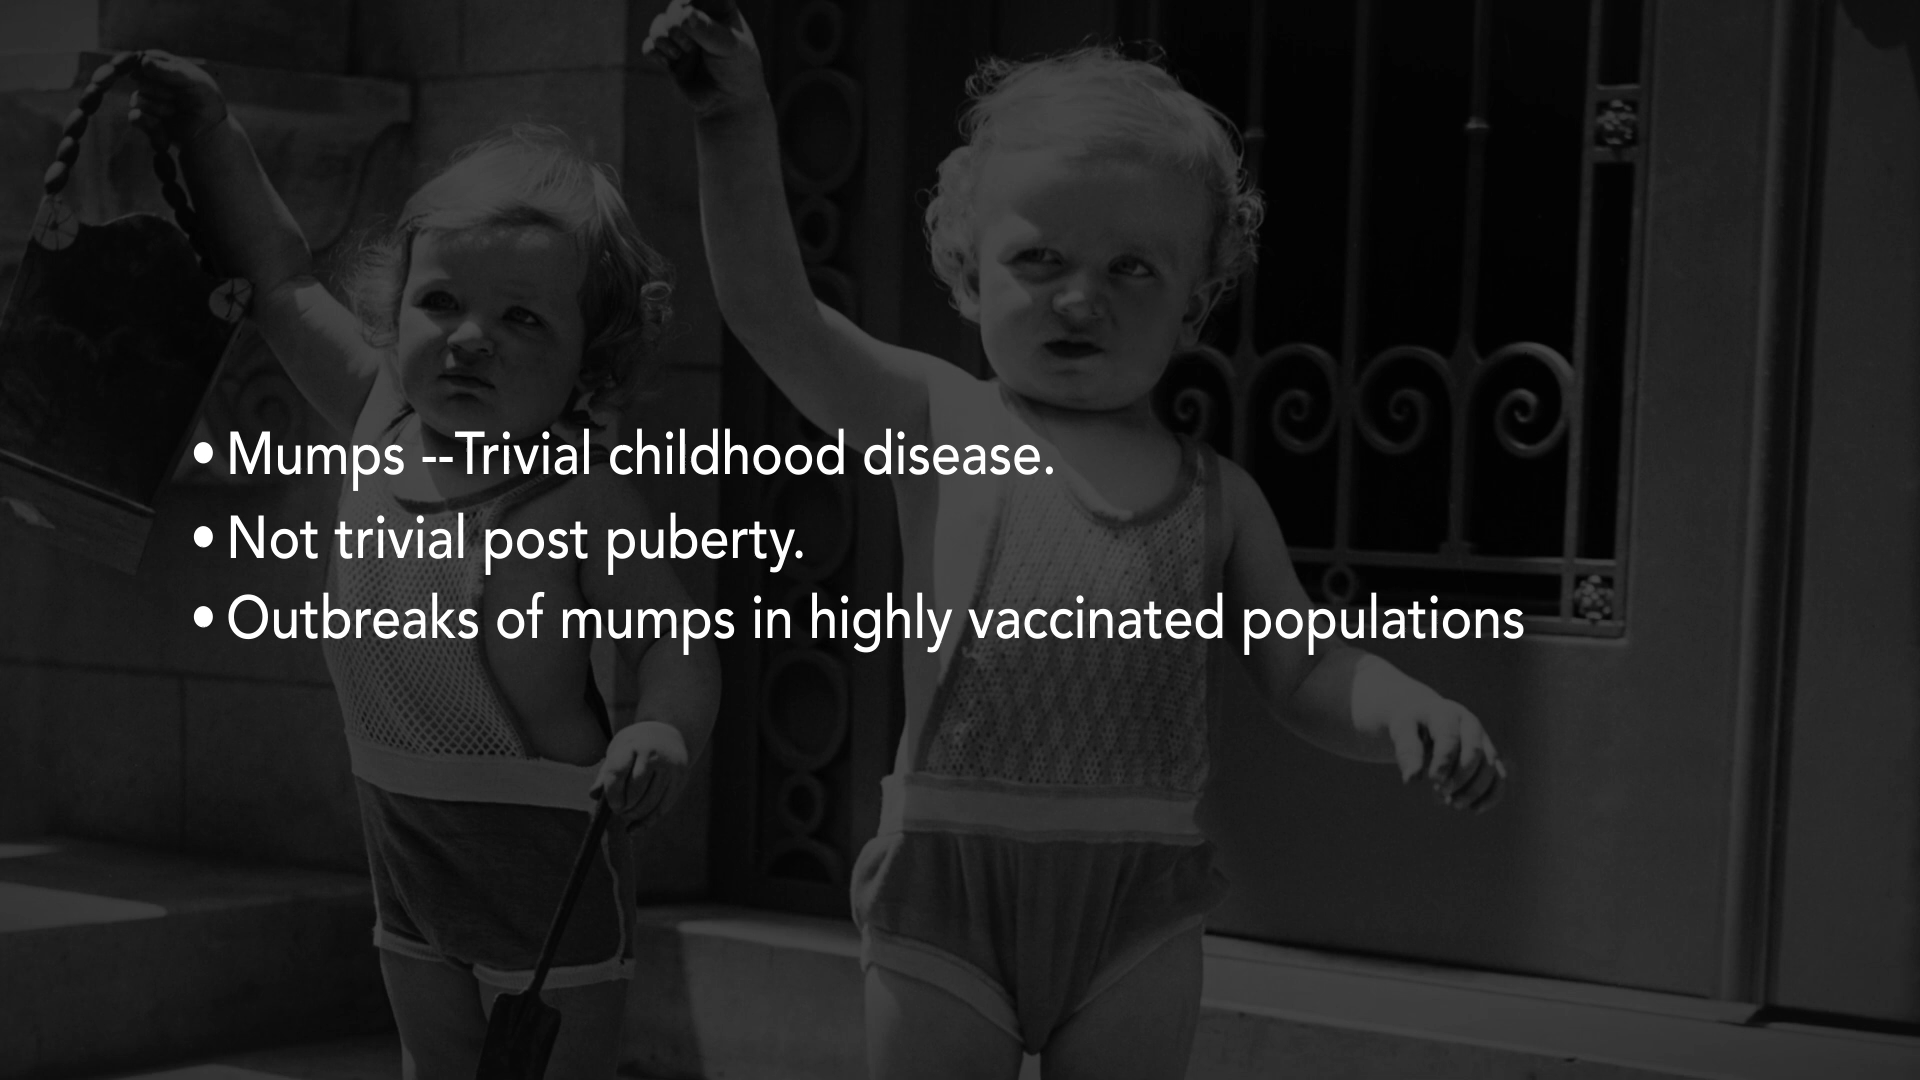 • Mumps --Trivial childhood disease.
• Not trivial post puberty.
• Outbreaks of mumps in highly vaccinated populations